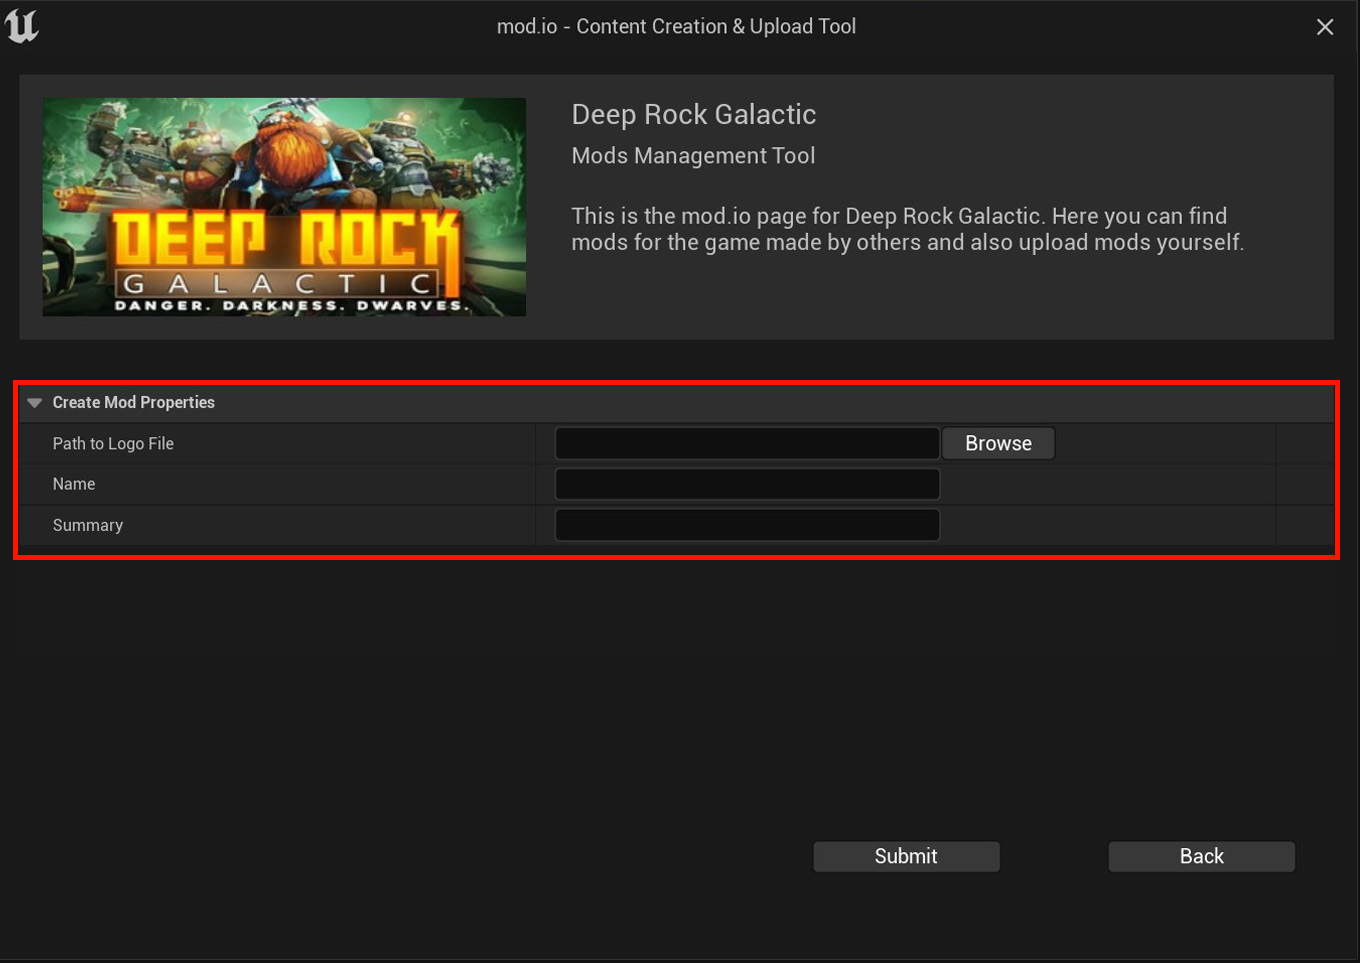 mod.io - Content Creation & Upload Tool
DEEP ROCK
GALACTIC
DANGER. DARKNESS. DWARVES.
Deep Rock Galactic
Mods Management Tool
This is the mod.io page for Deep Rock Galactic. Here you can find
mods for the game made by others and also upload mods yourself.
Create Mod Properties
Path to Logo File
Browse
Name
Summary
Submit
Back